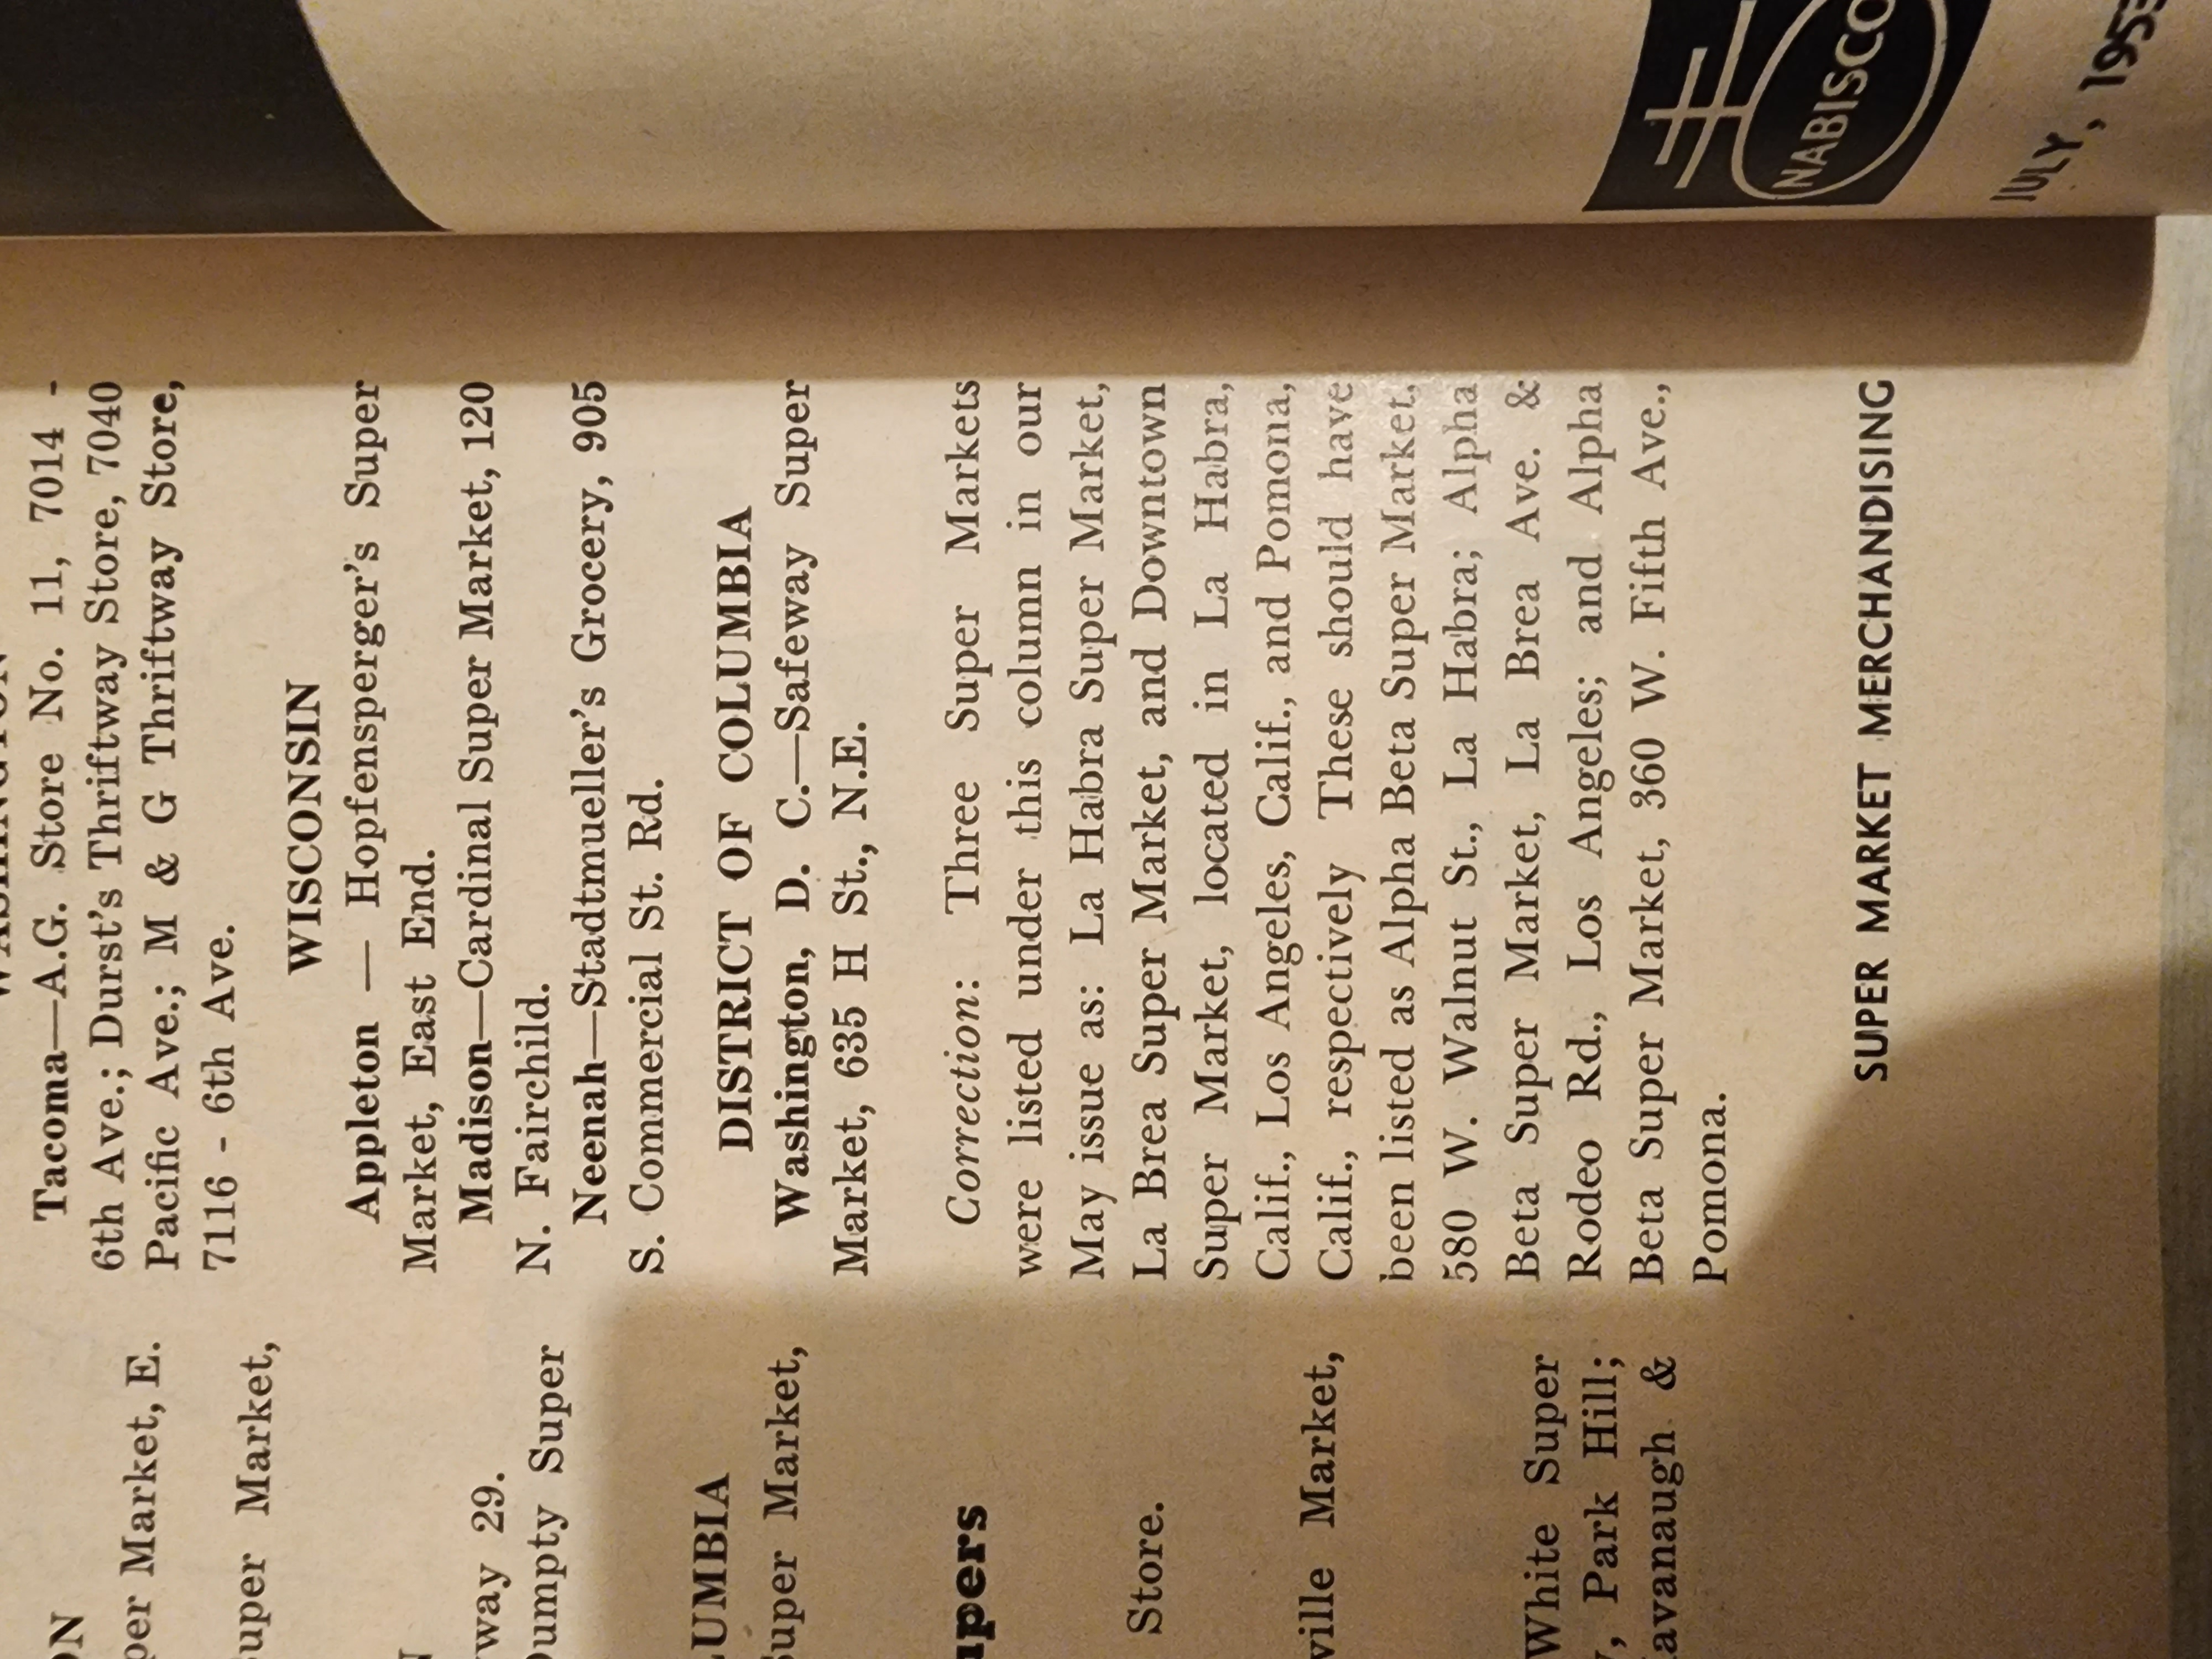 ON
per Market, E.
uper Market,
N
way 29.
Dumpty Super
LUMBIA
Super Market,
upers
Store.
ville Market,
White Super
Park Hill;
avanaugh &
WASHINGTON
Tacoma—A.G. Store No. 11, 7014 -
6th Ave.; Durst's Thriftway Store, 7040
Pacific Ave.; M & G Thriftway Store,
7116 - 6th Ave.
WISCONSIN
Appleton — Hopfensperger's Super
Market, East End.
Madison—Cardinal Super Market, 120
N. Fairchild.
Neenah—Stadtmueller's Grocery, 905
S. Commercial St. Rd.
DISTRICT OF COLUMBIA
Washington, D. C.—Safeway Super
Market, 635 H St., N.E.
Correction: Three Super Markets
were listed under this column in our
May issue as: La Habra Super Market,
La Brea Super Market, and Downtown
Super Market, located in La Habra,
Calif., Los Angeles, Calif., and Pomona,
Calif., respectively These should have
been listed as Alpha Beta Super Market,
580 W. Walnut St., La Habra; Alpha
Beta Super Market, La Brea Ave. &
Rodeo Rd., Los Angeles; and Alpha
Beta Super Market, 360 W. Fifth Ave.,
Pomona.
SUPER MARKET MERCHANDISING
NABISCO
JULY, 1953